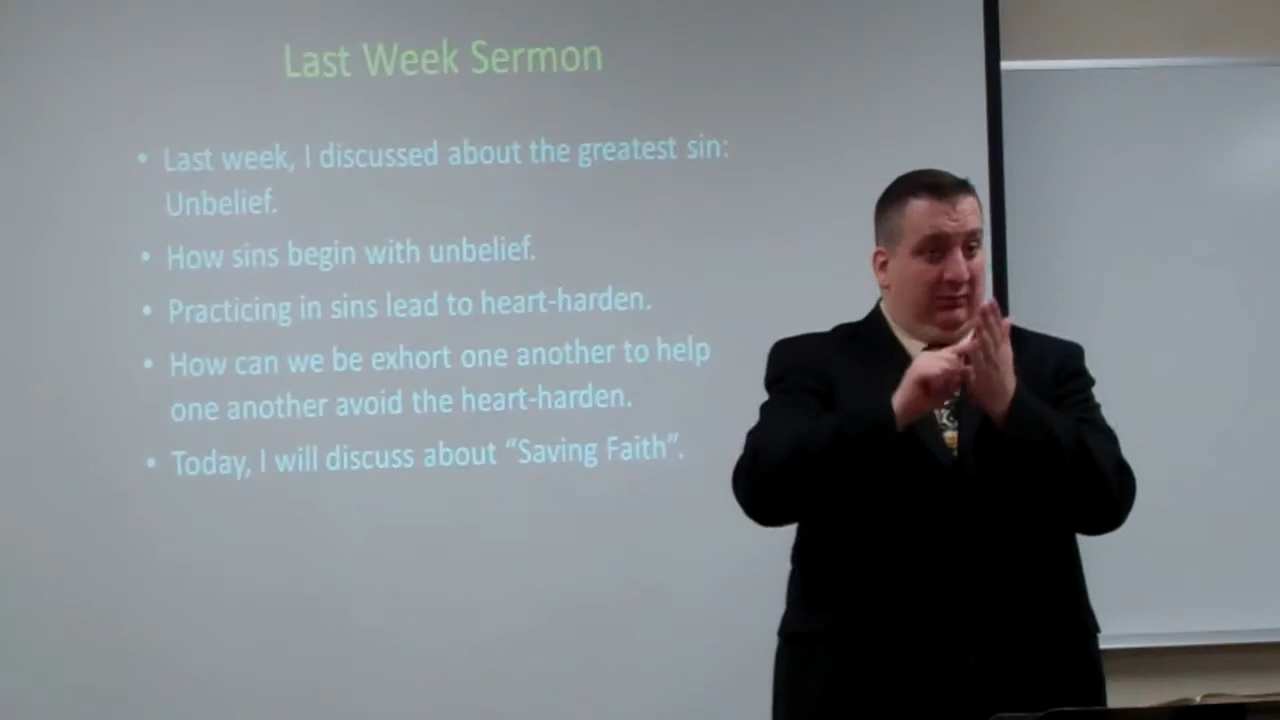 Last Week Sermon
• Last week, I discussed about the greatest sin:
Unbelief.
• How sins begin with unbelief.
• Practicing in sins lead to heart-harden.
• How can we be exhort one another to help
one another avoid the heart-harden.
• Today, I will discuss about “Saving Faith”.